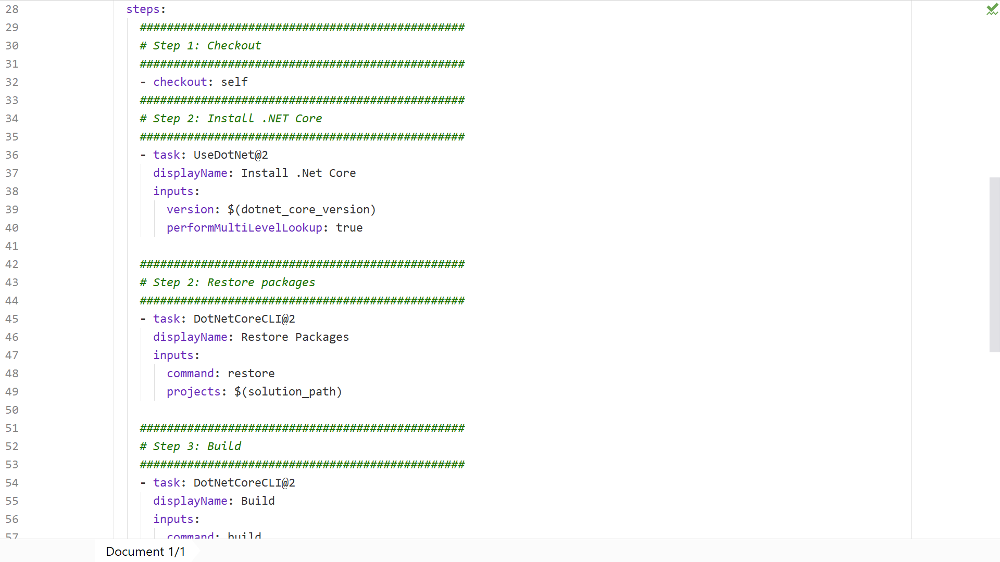 28 steps:
29 ################################################
30 # Step 1: Checkout
31 ################################################
32 - checkout: self
33 ################################################
34 # Step 2: Install .NET Core
35 ################################################
36 - task: UseDotNet@2
37 displayName: Install .Net Core
38 inputs:
39 version: $(dotnet_core_version)
40 performMultiLevelLookup: true
41
42 ################################################
43 # Step 2: Restore packages
44 ################################################
45 - task: DotNetCoreCLI@2
46 displayName: Restore Packages
47 inputs:
48 command: restore
49 projects: $(solution_path)
50
51 ################################################
52 # Step 3: Build
53 ################################################
54 - task: DotNetCoreCLI@2
55 displayName: Build
56 inputs:
57 command: build
Document 1/1